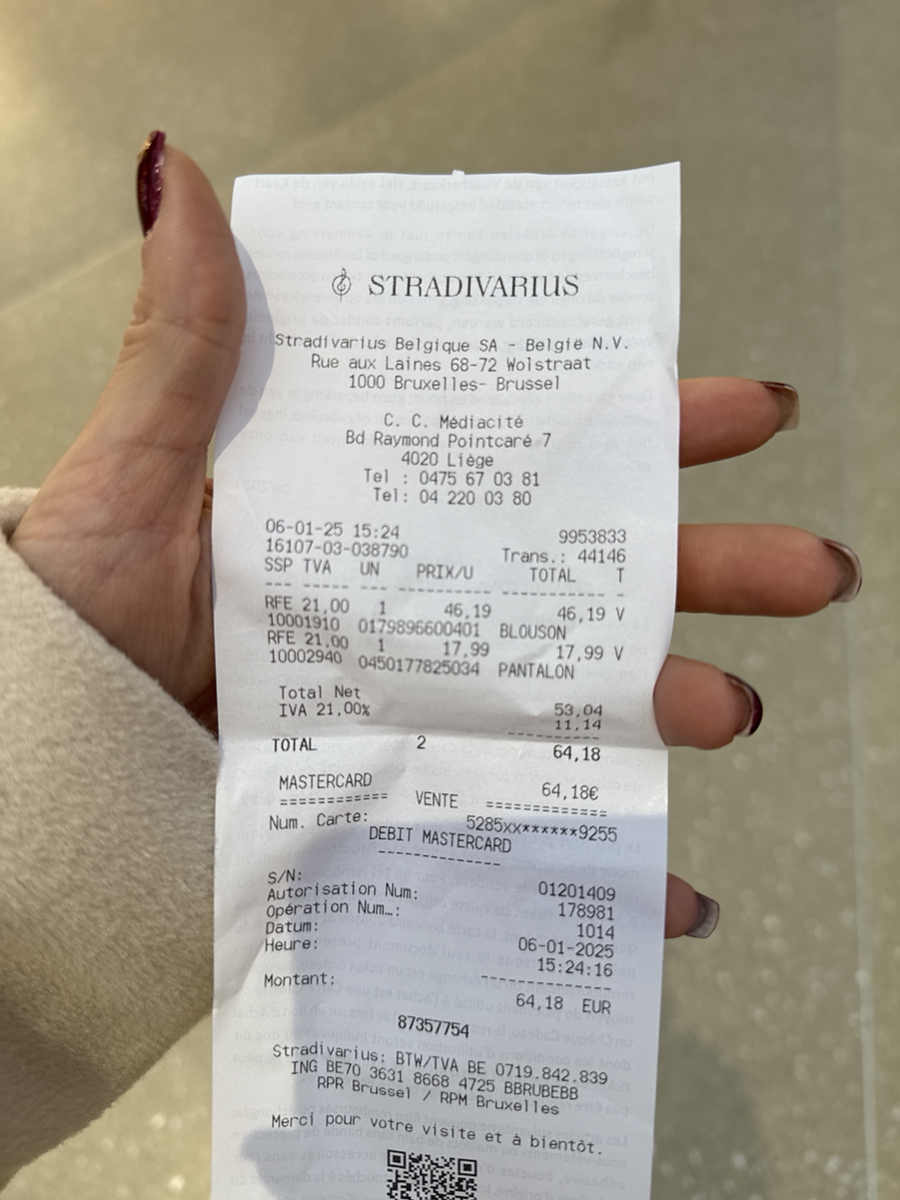 STRADIVARIUS
Stradivarius Belgique SA - België N.V.
Rue aux Laines 68-72 Wolstraat
1000 Bruxelles- Brussel
C. C. Médiacité
Bd Raymond Pointcaré 7
4020 Liège
Tel : 0475 67 03 81
Tel: 04 220 03 80
06-01-25 15:24 9953833
16107-03-038790 Trans.: 44146
SSP TVA UN PRIX/U TOTAL T
--- ----- --- ---------- ----------- -
RFE 21,00 1 46,19 46,19 V
10001910 0179896600401 BLOUSON
RFE 21,00 1 17,99 17,99 V
10002940 0450177825034 PANTALON
Total Net 53,04
IVA 21,00% 11,14
----------
TOTAL 2 64,18
MASTERCARD 64,18€
============ VENTE =============
Num. Carte: 5285XX******9255
DEBIT MASTERCARD
-------------
S/N: 01201409
Autorisation Num: 178981
Opération Num…: 1014
Datum: 06-01-2025
Heure: 15:24:16
--------------
Montant: 64,18 EUR
87357754
Stradivarius: BTW/TVA BE 0719.842.839
ING BE70 3631 8668 4725 BBRUBEBB
RPR Brussel / RPM Bruxelles
Merci pour votre visite et à bientôt.